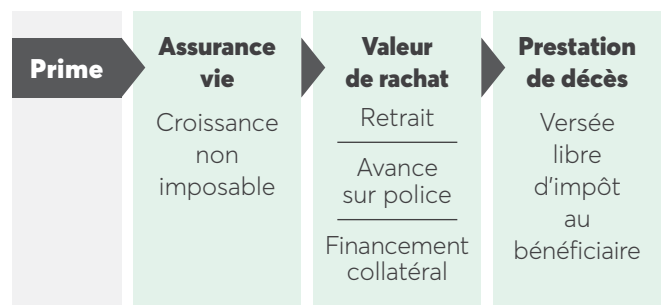 Prime
Assurance
vie
Croissance
non
imposable
Valeur
de rachat
Retrait
Avance
sur police
Financement
collatéral
Prestation
de décès
Versée
libre
d'impôt
au
bénéficiaire